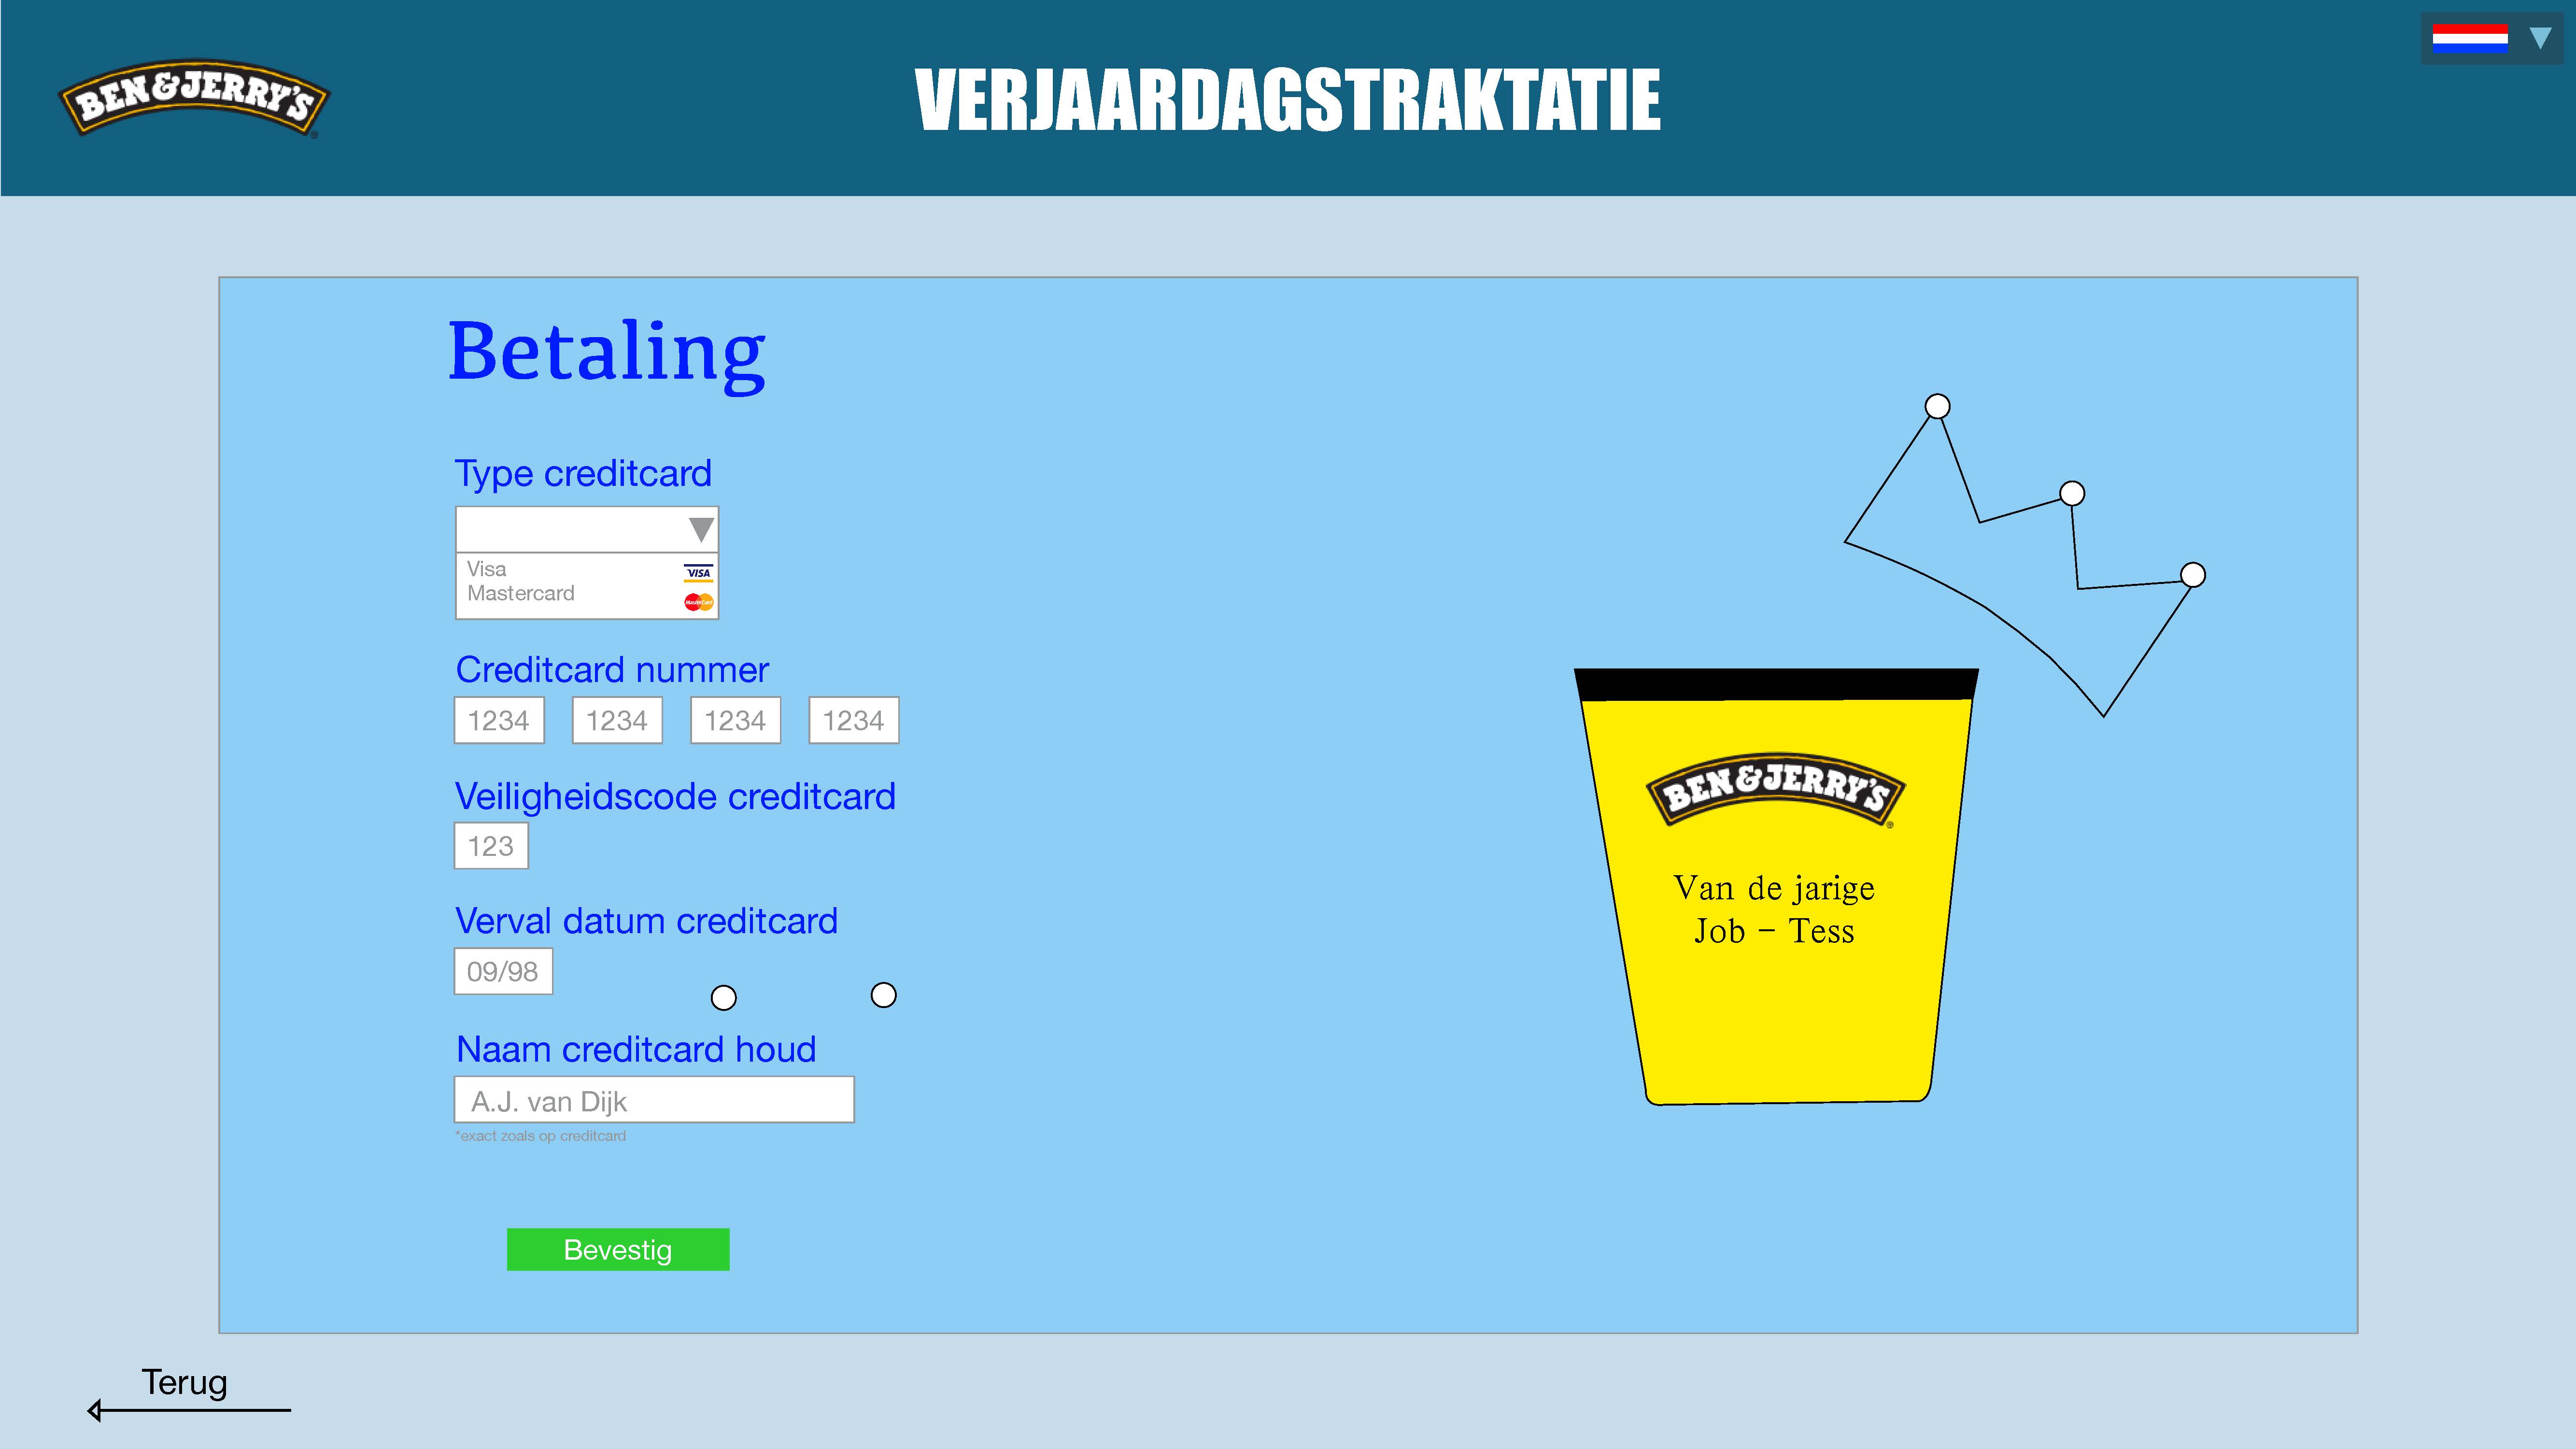 BEN & JERRY'S
VERJAARDAGSTRAKTATIE
Betaling
Type creditcard
Visa VISA
Mastercard MasterCard
Creditcard nummer
1234 1234 1234 1234
Veiligheidscode creditcard
123
Verval datum creditcard
09/98
Naam creditcard houd
A.J. van Dijk
*exact zoals op creditcard
Bevestig
BEN & JERRY'S
Van de jarige
Job - Tess
Terug